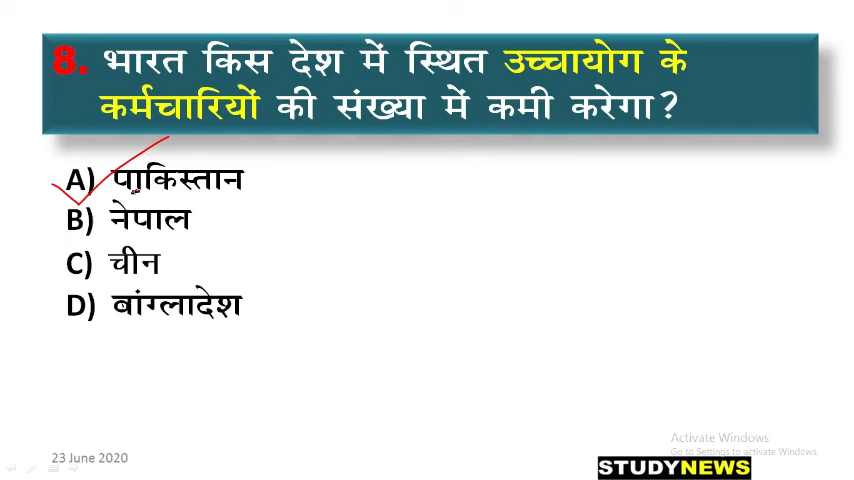 8. भारत किस देश में स्थित उच्चायोग के
कर्मचारियों की संख्या में कमी करेगा?
A) पाकिस्तान
B) नेपाल
C) चीन
D) बांग्लादेश
Activate Windows
Go to Settings to activate Windows.
23 June 2020
STUDYNEWS